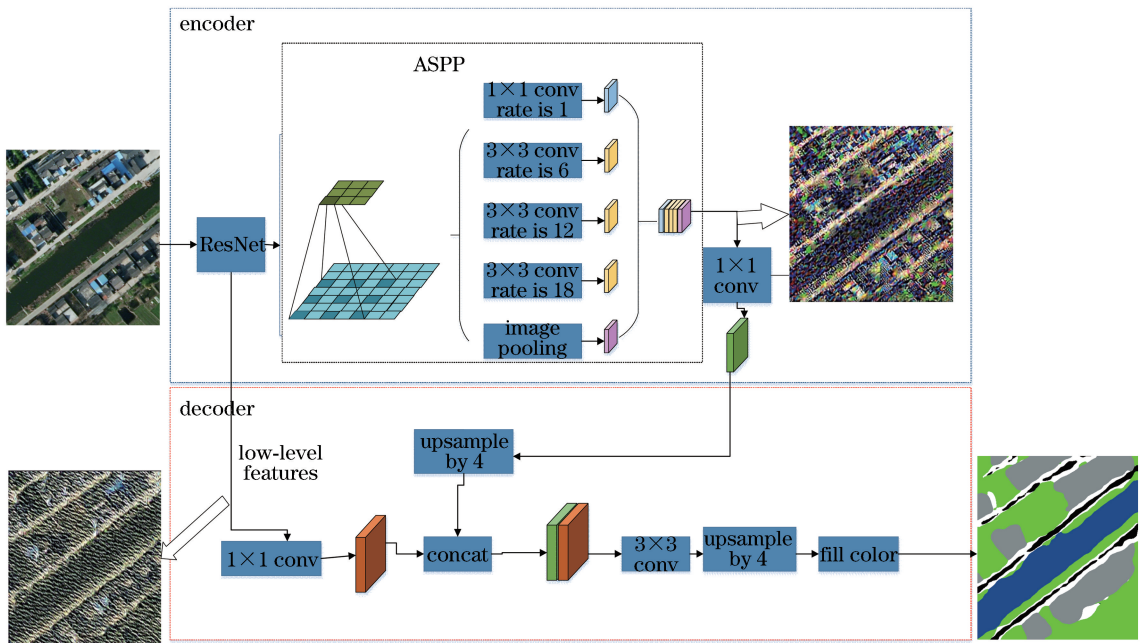 encoder
ASPP
1×1 conv
rate is 1
3×3 conv
rate is 6
3×3 conv
rate is 12
3×3 conv
rate is 18
image
pooling
ResNet
1×1
conv
decoder
low-level
features
upsample
by 4
1×1 conv
concat
3×3
conv
upsample
by 4
fill color